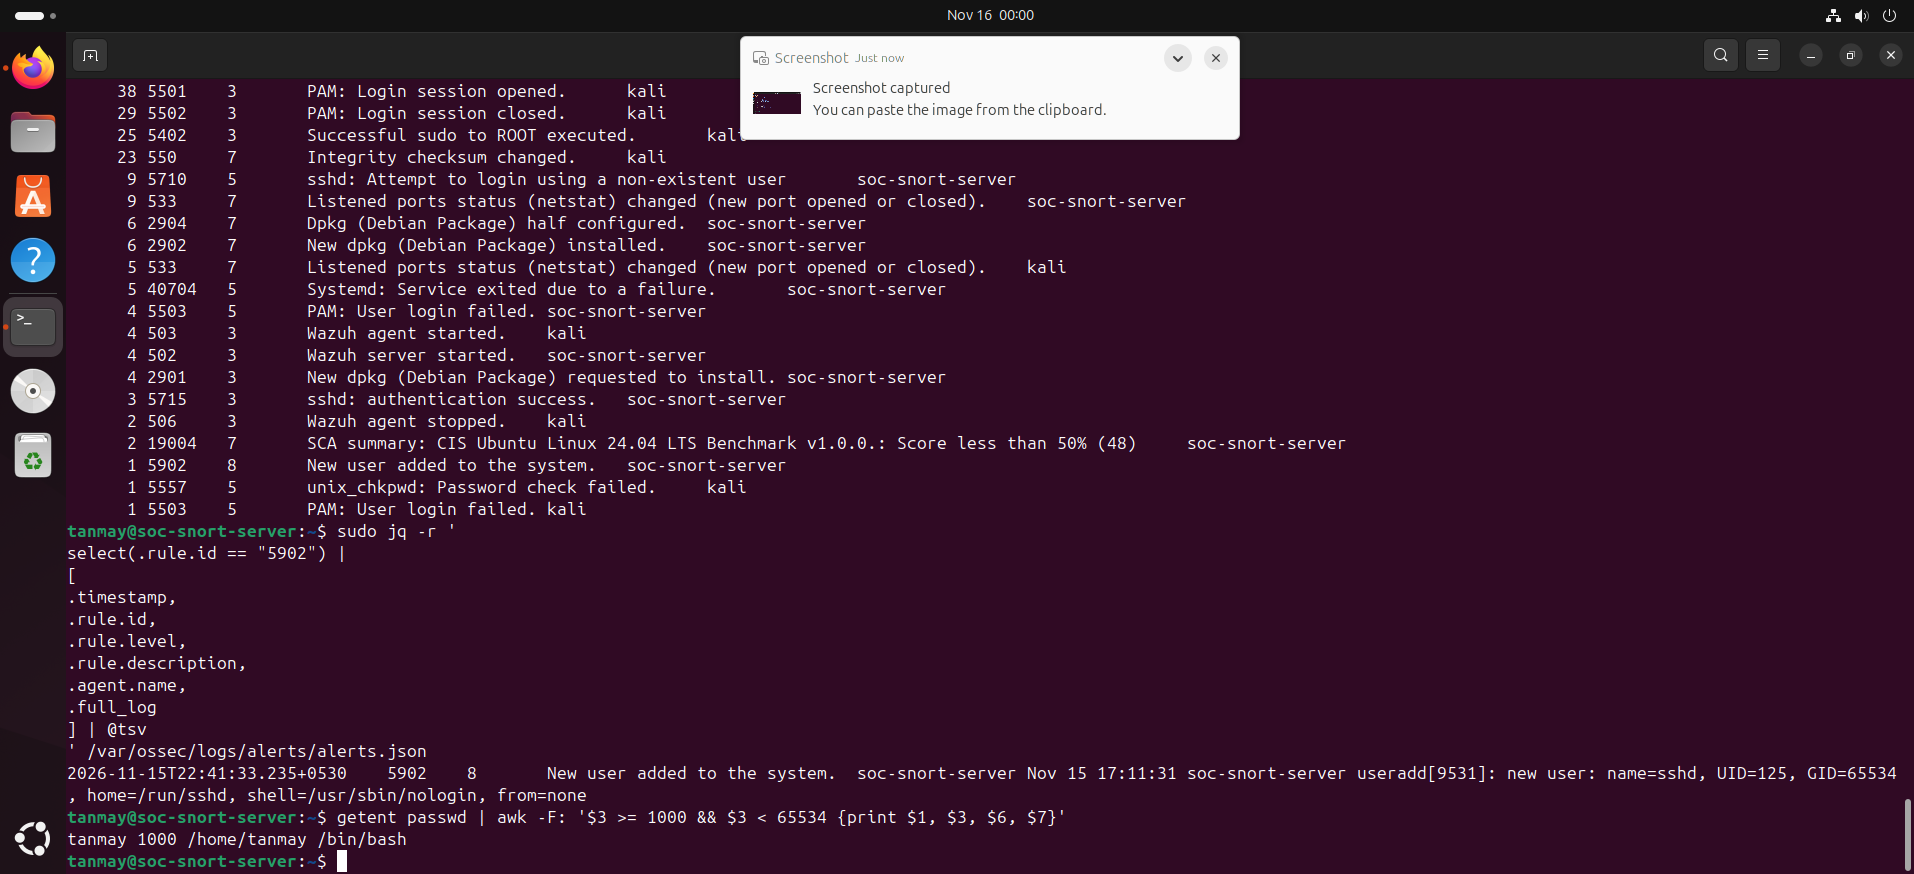 Nov 16 00:00
Screenshot Just now
Screenshot captured
You can paste the image from the clipboard.
38 5501 3 PAM: Login session opened. kali
29 5502 3 PAM: Login session closed. kali
25 5402 3 Successful sudo to ROOT executed. kali
23 550 7 Integrity checksum changed. kali
9 5710 5 sshd: Attempt to login using a non-existent user soc-snort-server
9 533 7 Listened ports status (netstat) changed (new port opened or closed). soc-snort-server
6 2904 7 Dpkg (Debian Package) half configured. soc-snort-server
6 2902 7 New dpkg (Debian Package) installed. soc-snort-server
5 533 7 Listened ports status (netstat) changed (new port opened or closed). kali
5 40704 5 Systemd: Service exited due to a failure. soc-snort-server
4 5503 5 PAM: User login failed. soc-snort-server
4 503 3 Wazuh agent started. kali
4 502 3 Wazuh server started. soc-snort-server
4 2901 3 New dpkg (Debian Package) requested to install. soc-snort-server
3 5715 3 sshd: authentication success. soc-snort-server
2 506 3 Wazuh agent stopped. kali
2 19004 7 SCA summary: CIS Ubuntu Linux 24.04 LTS Benchmark v1.0.0.: Score less than 50% (48) soc-snort-server
1 5902 8 New user added to the system. soc-snort-server
1 5557 5 unix_chkpwd: Password check failed. kali
1 5503 5 PAM: User login failed. kali
tanmay@soc-snort-server:~$ sudo jq -r '
select(.rule.id == "5902") |
[
.timestamp,
.rule.id,
.rule.level,
.rule.description,
.agent.name,
.full_log
] | @tsv
' /var/ossec/logs/alerts/alerts.json
2026-11-15T22:41:33.235+0530 5902 8 New user added to the system. soc-snort-server Nov 15 17:11:31 soc-snort-server useradd[9531]: new user: name=sshd, UID=125, GID=65534
, home=/run/sshd, shell=/usr/sbin/nologin, from=none
tanmay@soc-snort-server:~$ getent passwd | awk -F: '$3 >= 1000 && $3 < 65534 {print $1, $3, $6, $7}'
tanmay 1000 /home/tanmay /bin/bash
tanmay@soc-snort-server:~$